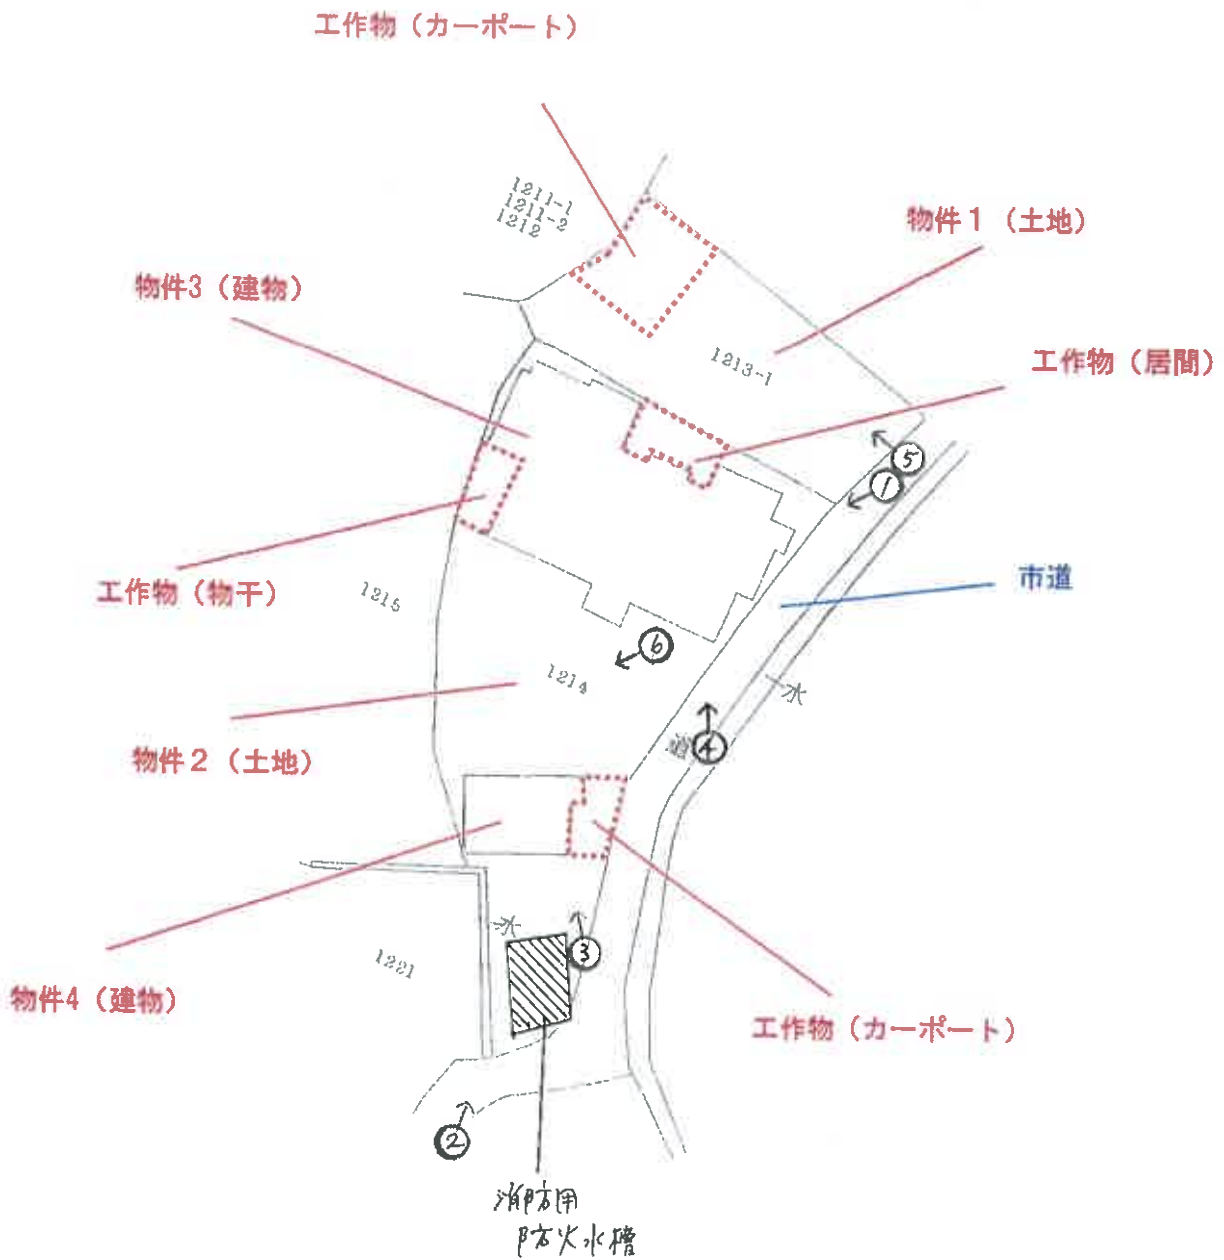 工作物（カーポート）
1211-1
1211-2
1212
物件1（土地）
物件3（建物）
1213-1
工作物（居間）
⑤
①
工作物（物干）
市道
1215
⑥
1214
水
物件2（土地）
道
④
物件4（建物）
水
③
1221
工作物（カーポート）
②
消防用
防火水槽